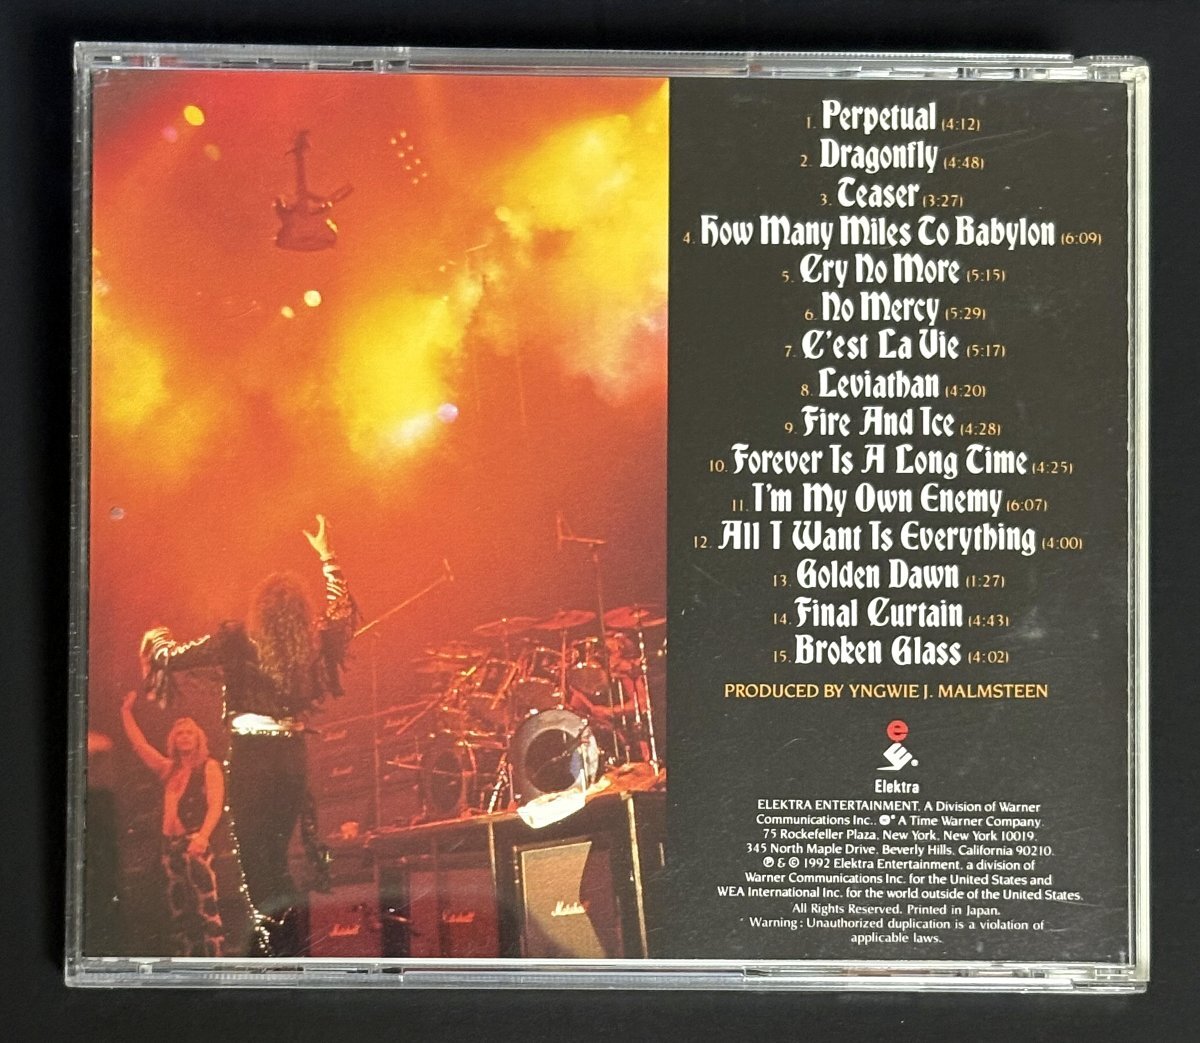 1. Perpetual (4:12)
2. Dragonfly (4:48)
3. Teaser (3:27)
4. How Many Miles To Babylon (6:09)
5. Cry No More (5:15)
6. No Mercy (5:29)
7. C'est La Vie (5:17)
8. Leviathan (4:20)
9. Fire And Ice (4:28)
10. Forever Is A Long Time (4:25)
11. I'm My Own Enemy (6:07)
12. All I Want Is Everything (4:00)
13. Golden Dawn (1:27)
14. Final Curtain (4:43)
15. Broken Glass (4:02)
PRODUCED BY YNGWIE J. MALMSTEEN
e
E.
Elektra
ELEKTRA ENTERTAINMENT, A Division of Warner
Communications Inc., A Time Warner Company.
75 Rockefeller Plaza, New York, New York 10019.
345 North Maple Drive, Beverly Hills, California 90210.
℗ & © 1992 Elektra Entertainment, a division of
Warner Communications Inc. for the United States and
WEA International Inc. for the world outside of the United States.
All Rights Reserved. Printed in Japan.
Warning: Unauthorized duplication is a violation of
applicable laws.
Marshall
Marshall
Marshall